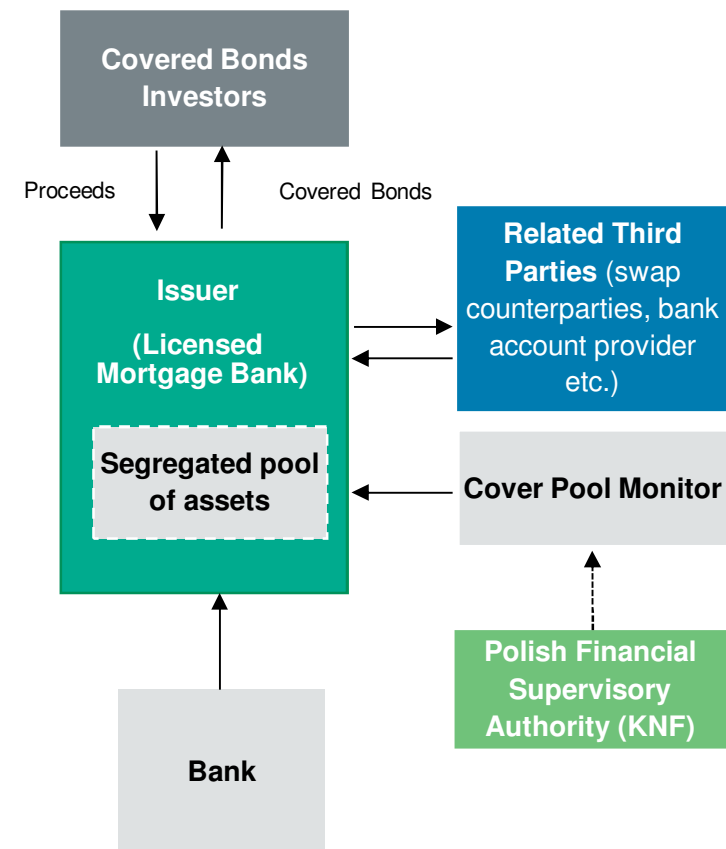 Covered Bonds
Investors
Proceeds
Covered Bonds
Issuer
(Licensed
Mortgage Bank)
Segregated pool
of assets
Related Third
Parties (swap
counterparties, bank
account provider
etc.)
Cover Pool Monitor
Polish Financial
Supervisory
Authority (KNF)
Bank